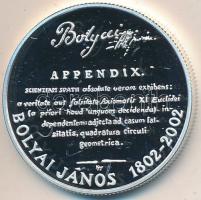 Bolyai
APPENDIX.
SCIENTIAM SPATII absolute veram exhibens:
a veritate aut falsitate Axiomatis XI Euclidei
(a priori haud unquam decidenda) in-
dependentem: adjecta ad casum fal-
sitatis, quadratura circuli
geometrica.
BOLYAI JÁNOS 1802-2002